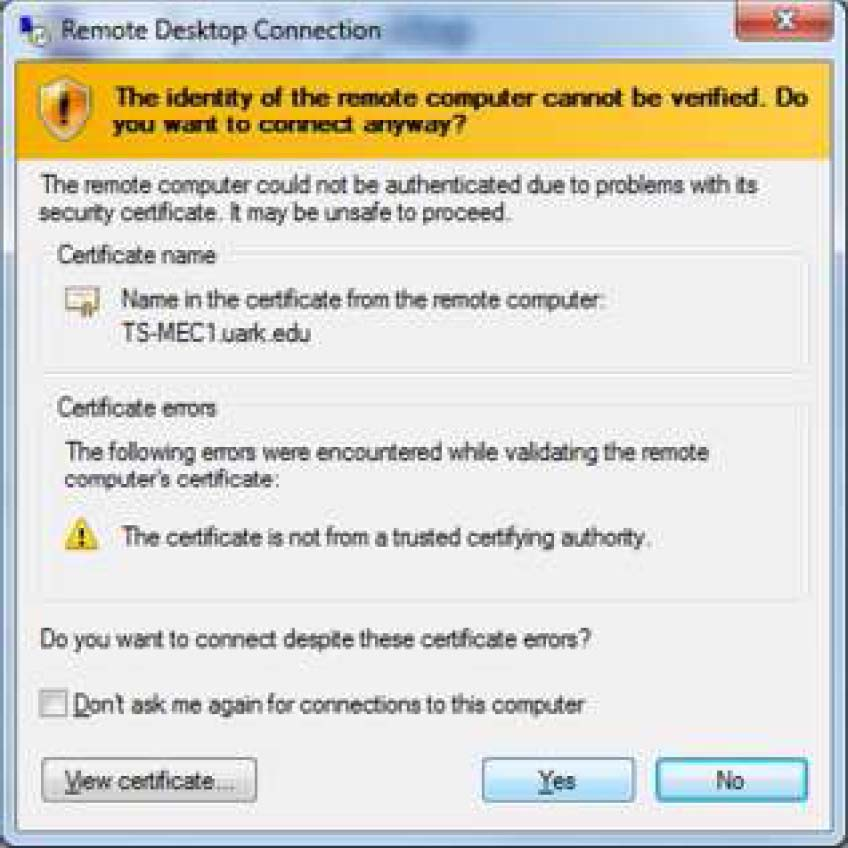 Remote Desktop Connection
The identity of the remote computer cannot be verified. Do
you want to connect anyway?
The remote computer could not be authenticated due to problems with its
security certificate. It may be unsafe to proceed.
Certificate name
Name in the certificate from the remote computer:
TS-MEC1.uark.edu
Certificate errors
The following errors were encountered while validating the remote
computer's certificate:
The certificate is not from a trusted certifying authority.
Do you want to connect despite these certificate errors?
Don't ask me again for connections to this computer
View certificate... Yes No